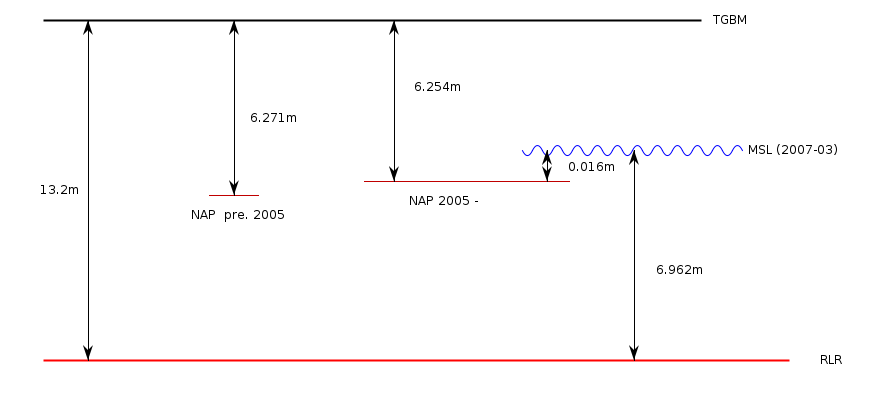 TGBM
6.254m
6.271m
MSL (2007-03)
0.016m
13.2m
NAP 2005 -
NAP pre. 2005
6.962m
RLR